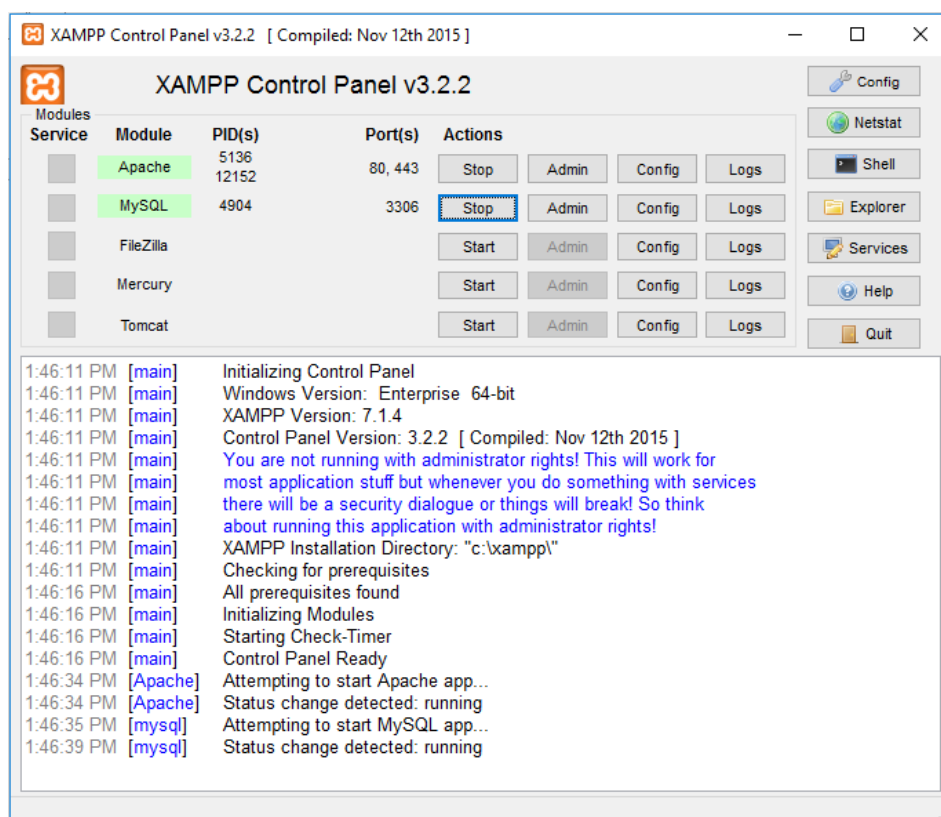 XAMPP Control Panel v3.2.2 [ Compiled: Nov 12th 2015 ]
XAMPP Control Panel v3.2.2
Config
Modules
Service Module PID(s) Port(s) Actions
Netstat
Apache 5136 12152 80, 443 Stop Admin Config Logs
Shell
MySQL 4904 3306 Stop Admin Config Logs
Explorer
FileZilla Start Admin Config Logs
Services
Mercury Start Admin Config Logs
Help
Tomcat Start Admin Config Logs
Quit
1:46:11 PM [main] Initializing Control Panel
1:46:11 PM [main] Windows Version: Enterprise 64-bit
1:46:11 PM [main] XAMPP Version: 7.1.4
1:46:11 PM [main] Control Panel Version: 3.2.2 [ Compiled: Nov 12th 2015 ]
1:46:11 PM [main] You are not running with administrator rights! This will work for
1:46:11 PM [main] most application stuff but whenever you do something with services
1:46:11 PM [main] there will be a security dialogue or things will break! So think
1:46:11 PM [main] about running this application with administrator rights!
1:46:11 PM [main] XAMPP Installation Directory: "c:\xampp\"
1:46:11 PM [main] Checking for prerequisites
1:46:16 PM [main] All prerequisites found
1:46:16 PM [main] Initializing Modules
1:46:16 PM [main] Starting Check-Timer
1:46:16 PM [main] Control Panel Ready
1:46:34 PM [Apache] Attempting to start Apache app...
1:46:34 PM [Apache] Status change detected: running
1:46:35 PM [mysql] Attempting to start MySQL app...
1:46:39 PM [mysql] Status change detected: running